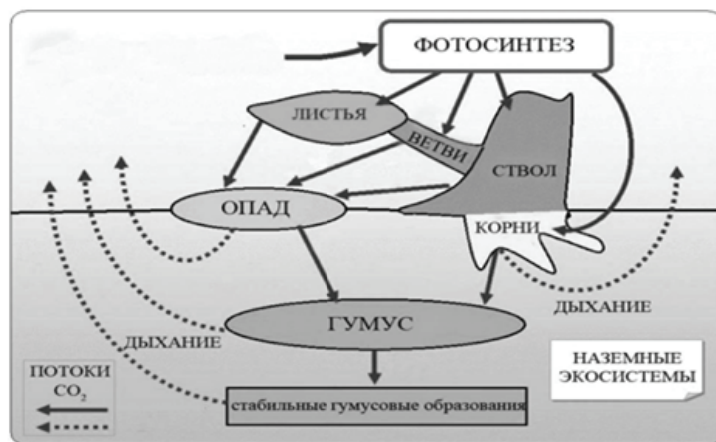 ФОТОСИНТЕЗ
ЛИСТЬЯ
ВЕТВИ
СТВОЛ
ОПАД
КОРНИ
ДЫХАНИЕ
ГУМУС
ДЫХАНИЕ
НАЗЕМНЫЕ
ЭКОСИСТЕМЫ
ПОТОКИ
CO₂
стабильные гумусовые образования